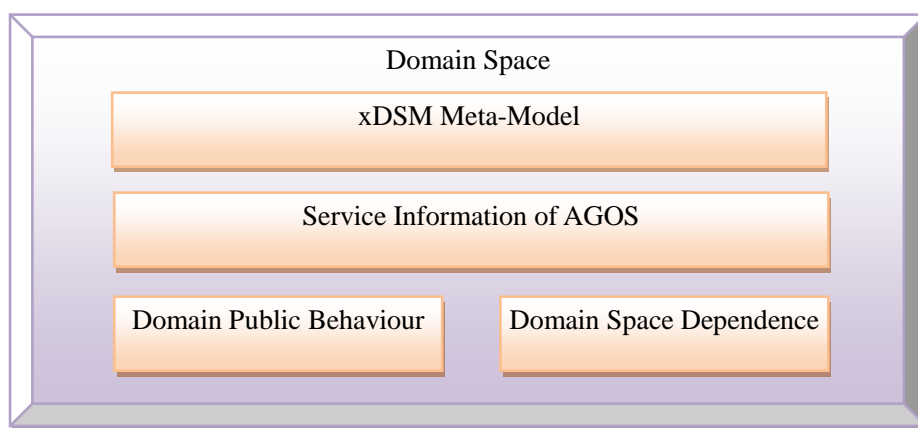 Domain Space
xDSM Meta-Model
Service Information of AGOS
Domain Public Behaviour
Domain Space Dependence